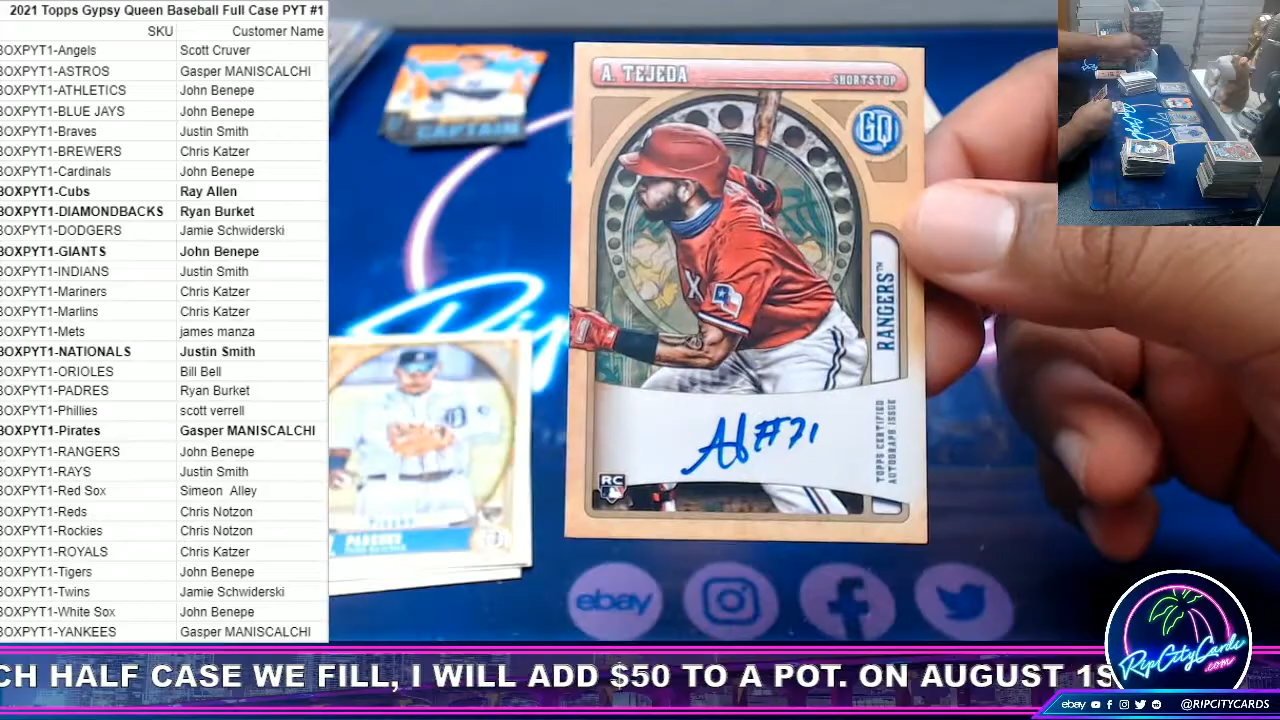 2021 Topps Gypsy Queen Baseball Full Case PYT #1
SKU Customer Name
BOXPYT1-Angels Scott Cruver
BOXPYT1-ASTROS Gasper MANISCALCHI
BOXPYT1-ATHLETICS John Benepe
BOXPYT1-BLUE JAYS John Benepe
BOXPYT1-Braves Justin Smith
BOXPYT1-BREWERS Chris Katzer
BOXPYT1-Cardinals John Benepe
BOXPYT1-Cubs Ray Allen
BOXPYT1-DIAMONDBACKS Ryan Burket
BOXPYT1-DODGERS Jamie Schwiderski
BOXPYT1-GIANTS John Benepe
BOXPYT1-INDIANS Justin Smith
BOXPYT1-Mariners Chris Katzer
BOXPYT1-Marlins Chris Katzer
BOXPYT1-Mets james manza
BOXPYT1-NATIONALS Justin Smith
BOXPYT1-ORIOLES Bill Bell
BOXPYT1-PADRES Ryan Burket
BOXPYT1-Phillies scott verrell
BOXPYT1-Pirates Gasper MANISCALCHI
BOXPYT1-RANGERS John Benepe
BOXPYT1-RAYS Justin Smith
BOXPYT1-Red Sox Simeon Alley
BOXPYT1-Reds Chris Notzon
BOXPYT1-Rockies Chris Notzon
BOXPYT1-ROYALS Chris Katzer
BOXPYT1-Tigers John Benepe
BOXPYT1-Twins Jamie Schwiderski
BOXPYT1-White Sox John Benepe
BOXPYT1-YANKEES Gasper MANISCALCHI
A. TEJEDA
SHORTSTOP
GQ
RANGERS™
TOPPS CERTIFIED
AUTOGRAPH ISSUE
#71
RC
ebay
CH HALF CASE WE FILL, I WILL ADD $50 TO A POT. ON AUGUST 1S
RipCityCards
.com
ebay @RIPCITYCARDS